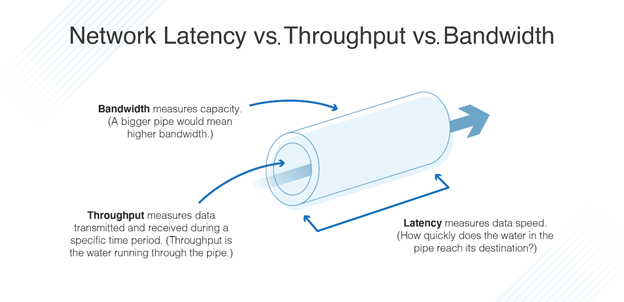 Network Latency vs. Throughput vs. Bandwidth
Bandwidth measures capacity.
(A bigger pipe would mean
higher bandwidth.)
Throughput measures data
transmitted and received during a
specific time period. (Throughput is
the water running through the pipe.)
Latency measures data speed.
(How quickly does the water in the
pipe reach its destination?)